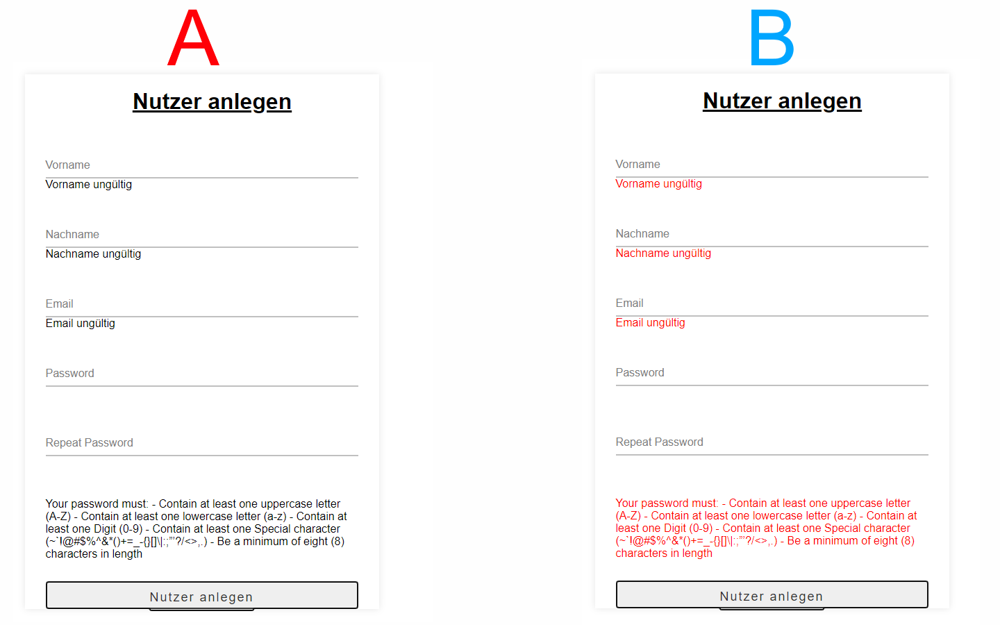 A
Nutzer anlegen
Vorname
Vorname ungültig
Nachname
Nachname ungültig
Email
Email ungültig
Password
Repeat Password
Your password must: - Contain at least one uppercase letter
(A-Z) - Contain at least one lowercase letter (a-z) - Contain at
least one Digit (0-9) - Contain at least one Special character
(~`!@#$%^&*()+=_-{}[]\|:;”’?/<>,.) - Be a minimum of eight (8)
characters in length
Nutzer anlegen
B
Nutzer anlegen
Vorname
Vorname ungültig
Nachname
Nachname ungültig
Email
Email ungültig
Password
Repeat Password
Your password must: - Contain at least one uppercase letter
(A-Z) - Contain at least one lowercase letter (a-z) - Contain at
least one Digit (0-9) - Contain at least one Special character
(~`!@#$%^&*()+=_-{}[]\|:;”’?/<>,.) - Be a minimum of eight (8)
characters in length
Nutzer anlegen